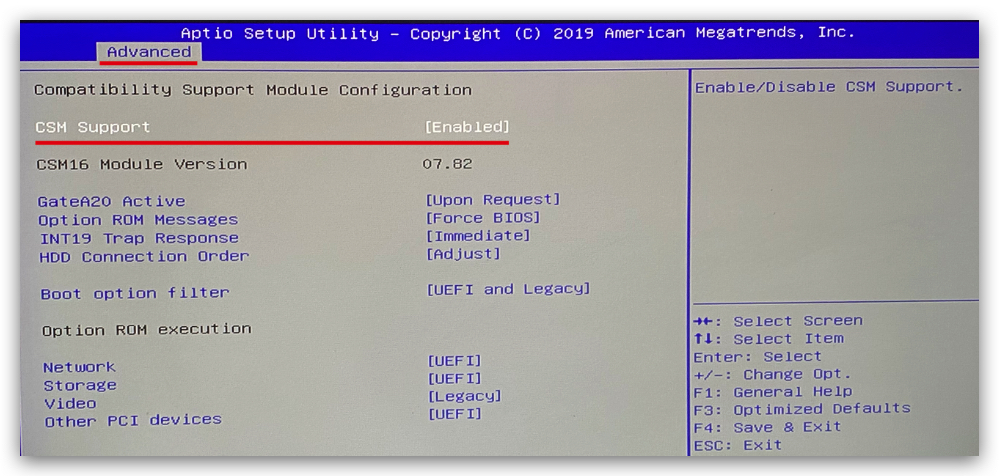 Aptio Setup Utility – Copyright (C) 2019 American Megatrends, Inc.
Advanced
Compatibility Support Module Configuration
CSM Support [Enabled]
CSM16 Module Version 07.82
GateA20 Active [Upon Request]
Option ROM Messages [Force BIOS]
INT19 Trap Response [Immediate]
HDD Connection Order [Adjust]
Boot option filter [UEFI and Legacy]
Option ROM execution
Network [UEFI]
Storage [UEFI]
Video [Legacy]
Other PCI devices [UEFI]
Enable/Disable CSM Support.
→←: Select Screen
↑↓: Select Item
Enter: Select
+/-: Change Opt.
F1: General Help
F3: Optimized Defaults
F4: Save & Exit
ESC: Exit